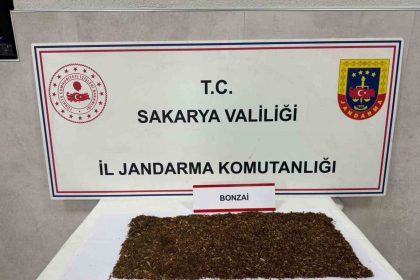 T.C.
SAKARYA VALİLİĞİ
İL JANDARMA KOMUTANLIĞI
JANDARMA
BONZAİ